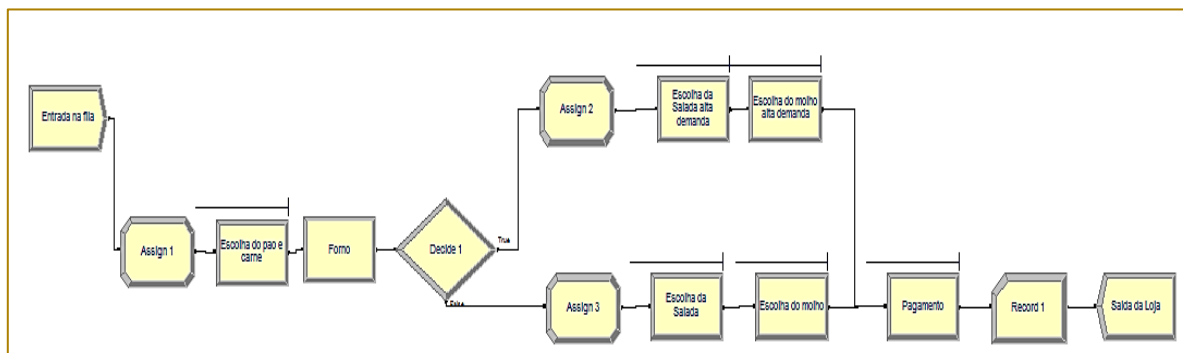 Entrada na fila
Assign 1
Escolha do pao e
carne
Forno
Decide 1
True
False
Assign 2
Escolha da
Salada alta
demanda
Escolha do molho
alta demanda
Assign 3
Escolha da
Salada
Escolha do molho
Pagamento
Record 1
Saida da Loja